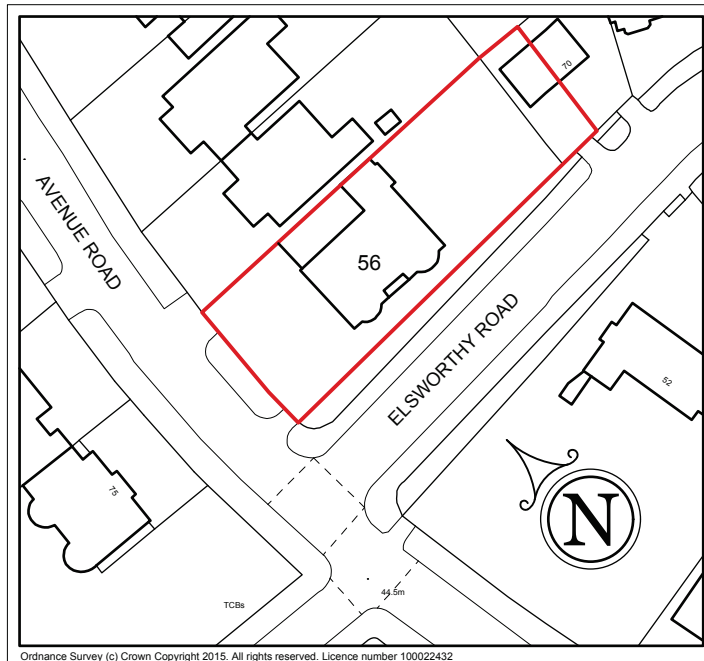 70
AVENUE ROAD
56
ELSWORTHY ROAD
52
N
75
44.5m
TCBs
Ordnance Survey (c) Crown Copyright 2015. All rights reserved. Licence number 100022432